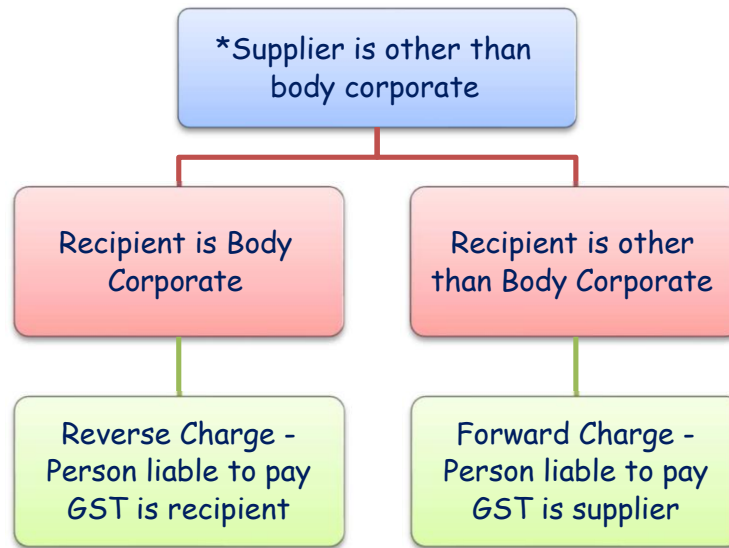 *Supplier is other than
body corporate
Recipient is Body
Corporate
Recipient is other
than Body Corporate
Reverse Charge -
Person liable to pay
GST is recipient
Forward Charge -
Person liable to pay
GST is supplier